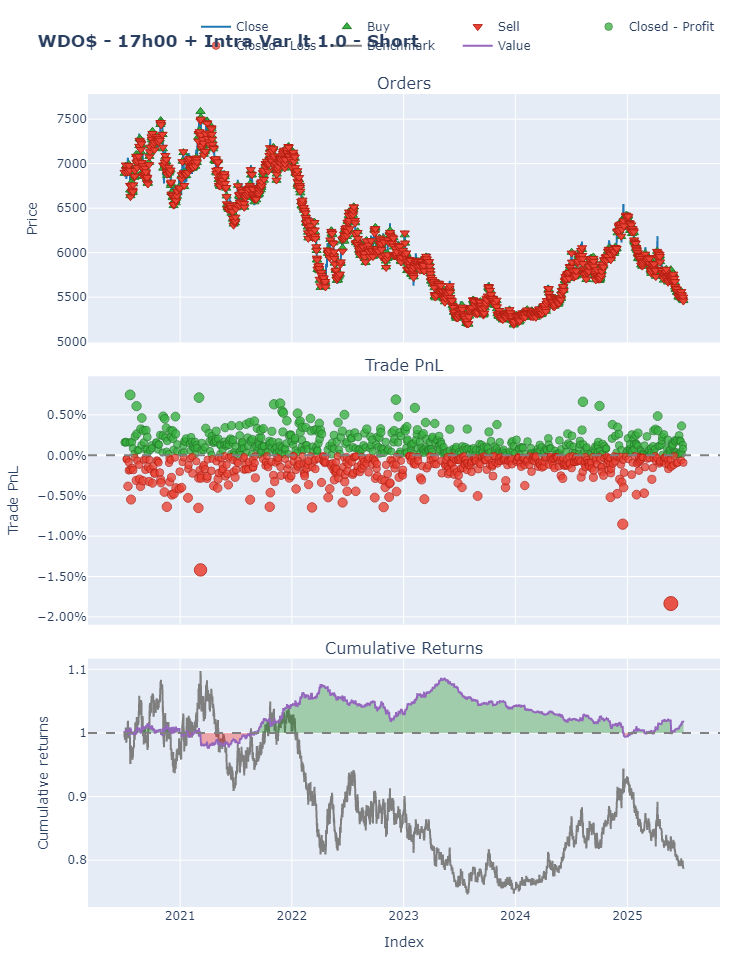 Close Buy Sell Closed - Profit
Closed - Loss Benchmark Value
WDO$ - 17h00 + Intra Var lt 1.0 - Short
Orders
7500
7000
6500
6000
5500
5000
Price
Trade PnL
0.50%
0.00%
−0.50%
−1.00%
−1.50%
−2.00%
Trade PnL
Cumulative Returns
1.1
1
0.9
0.8
Cumulative returns
2021 2022 2023 2024 2025
Index